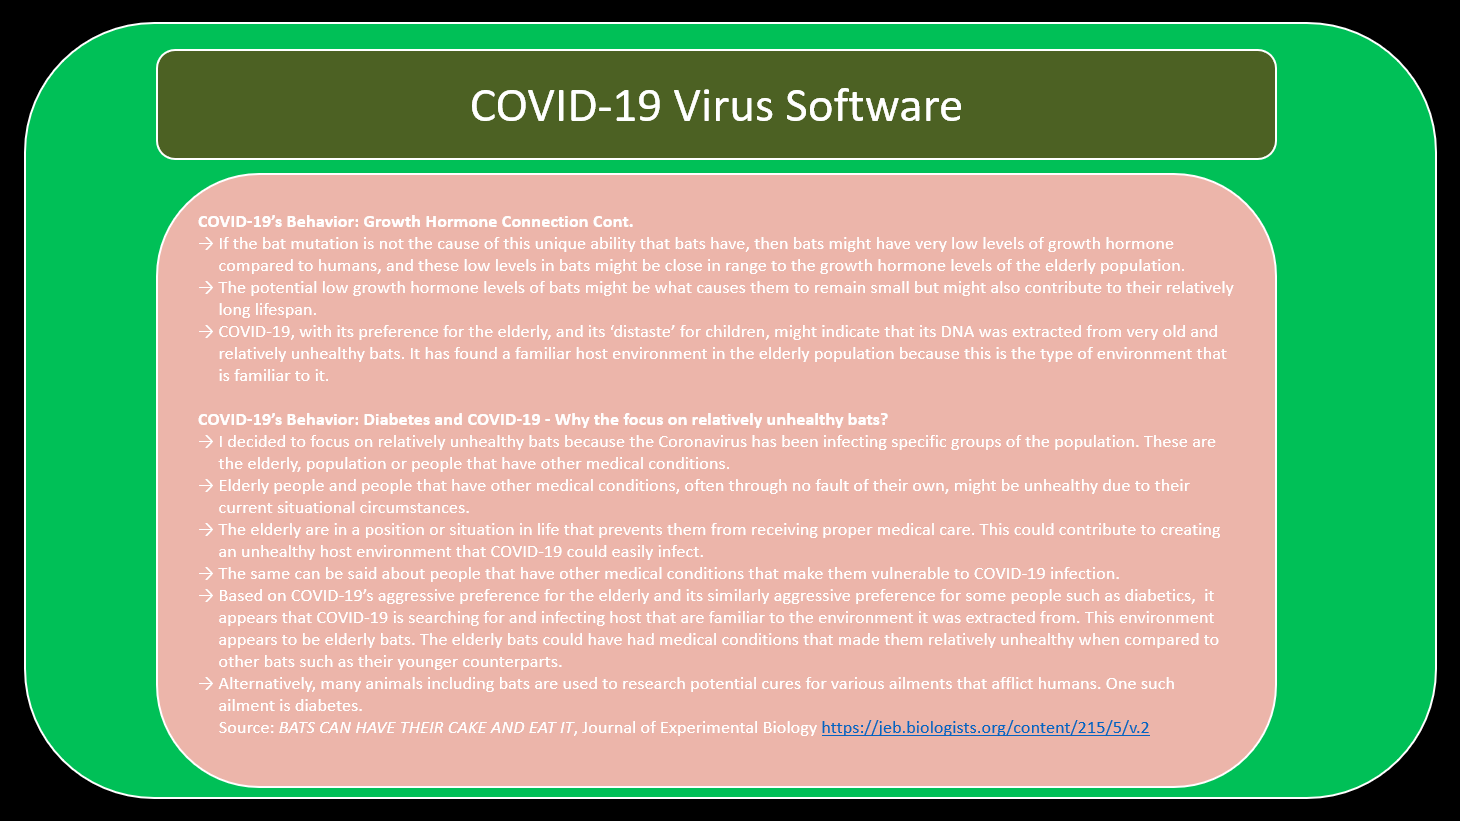 COVID-19 Virus Software
COVID-19’s Behavior: Growth Hormone Connection Cont.
→ If the bat mutation is not the cause of this unique ability that bats have, then bats might have very low levels of growth hormone
compared to humans, and these low levels in bats might be close in range to the growth hormone levels of the elderly population.
→ The potential low growth hormone levels of bats might be what causes them to remain small but might also contribute to their relatively
long lifespan.
→ COVID-19, with its preference for the elderly, and its ‘distaste’ for children, might indicate that its DNA was extracted from very old and
relatively unhealthy bats. It has found a familiar host environment in the elderly population because this is the type of environment that
is familiar to it.
COVID-19’s Behavior: Diabetes and COVID-19 - Why the focus on relatively unhealthy bats?
→ I decided to focus on relatively unhealthy bats because the Coronavirus has been infecting specific groups of the population. These are
the elderly, population or people that have other medical conditions.
→ Elderly people and people that have other medical conditions, often through no fault of their own, might be unhealthy due to their
current situational circumstances.
→ The elderly are in a position or situation in life that prevents them from receiving proper medical care. This could contribute to creating
an unhealthy host environment that COVID-19 could easily infect.
→ The same can be said about people that have other medical conditions that make them vulnerable to COVID-19 infection.
→ Based on COVID-19’s aggressive preference for the elderly and its similarly aggressive preference for some people such as diabetics,  it
appears that COVID-19 is searching for and infecting host that are familiar to the environment it was extracted from. This environment
appears to be elderly bats. The elderly bats could have had medical conditions that made them relatively unhealthy when compared to
other bats such as their younger counterparts.
→ Alternatively, many animals including bats are used to research potential cures for various ailments that afflict humans. One such
ailment is diabetes.
Source: BATS CAN HAVE THEIR CAKE AND EAT IT, Journal of Experimental Biology https://jeb.biologists.org/content/215/5/v.2